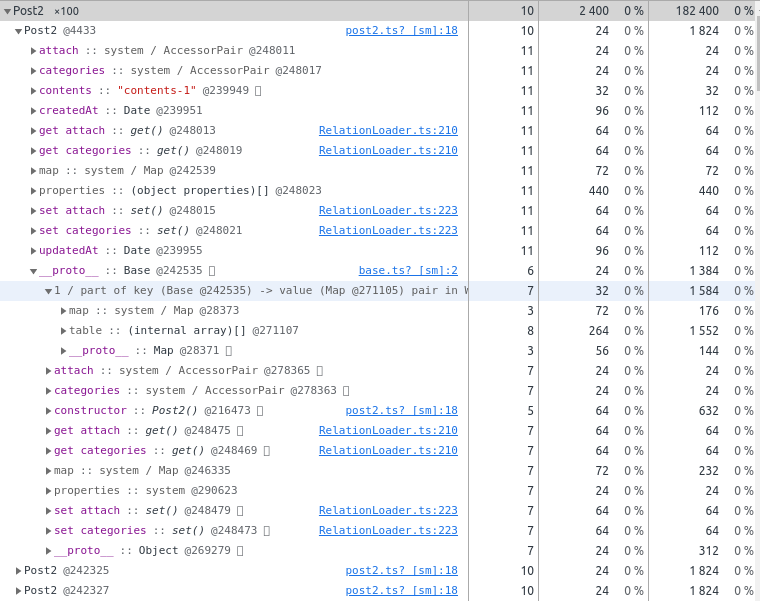 Post2 ×100 10 2 400 0 % 182 400 0 %
Post2 @4433 post2.ts? [sm]:18 10 24 0 % 1 824 0 %
attach :: system / AccessorPair @248011 11 24 0 % 24 0 %
categories :: system / AccessorPair @248017 11 24 0 % 24 0 %
contents :: "contents-1" @239949 11 32 0 % 32 0 %
createdAt :: Date @239951 11 96 0 % 112 0 %
get attach :: get() @248013 RelationLoader.ts:210 11 64 0 % 64 0 %
get categories :: get() @248019 RelationLoader.ts:210 11 64 0 % 64 0 %
map :: system / Map @242539 11 72 0 % 72 0 %
properties :: (object properties)[] @248023 11 440 0 % 440 0 %
set attach :: set() @248015 RelationLoader.ts:223 11 64 0 % 64 0 %
set categories :: set() @248021 RelationLoader.ts:223 11 64 0 % 64 0 %
updatedAt :: Date @239955 11 96 0 % 112 0 %
__proto__ :: Base @242535 base.ts? [sm]:2 6 24 0 % 1 384 0 %
1 / part of key (Base @242535) -> value (Map @271105) pair in W 7 32 0 % 1 584 0 %
map :: system / Map @28373 3 72 0 % 176 0 %
table :: (internal array)[] @271107 8 264 0 % 1 552 0 %
__proto__ :: Map @28371 3 56 0 % 144 0 %
attach :: system / AccessorPair @278365 7 24 0 % 24 0 %
categories :: system / AccessorPair @278363 7 24 0 % 24 0 %
constructor :: Post2() @216473 post2.ts? [sm]:18 5 64 0 % 632 0 %
get attach :: get() @248475 RelationLoader.ts:210 7 64 0 % 64 0 %
get categories :: get() @248469 RelationLoader.ts:210 7 64 0 % 64 0 %
map :: system / Map @246335 7 72 0 % 232 0 %
properties :: system @290623 7 24 0 % 24 0 %
set attach :: set() @248479 RelationLoader.ts:223 7 64 0 % 64 0 %
set categories :: set() @248473 RelationLoader.ts:223 7 64 0 % 64 0 %
__proto__ :: Object @269279 7 24 0 % 312 0 %
Post2 @242325 post2.ts? [sm]:18 10 24 0 % 1 824 0 %
Post2 @242327 post2.ts? [sm]:18 10 24 0 % 1 824 0 %